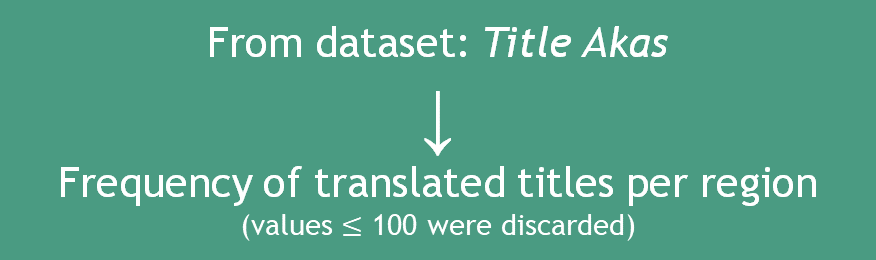 From dataset: Title Akas
↓
Frequency of translated titles per region
(values ≤ 100 were discarded)